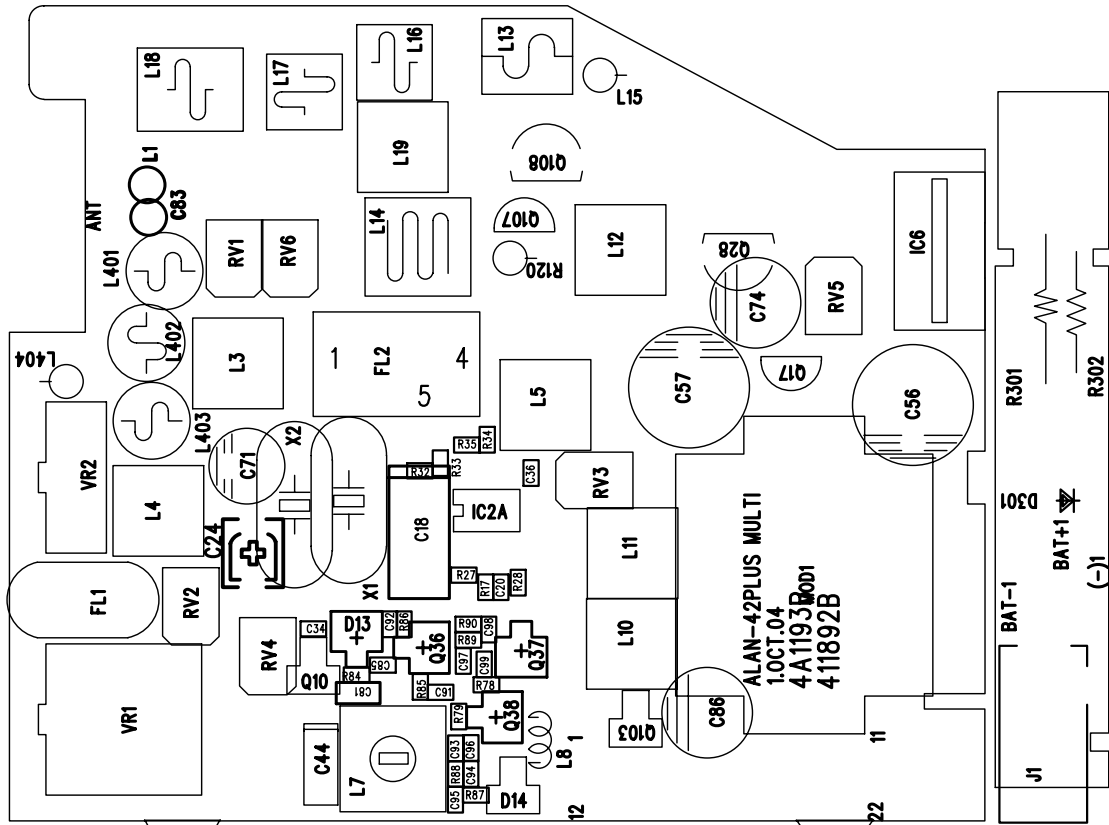 L18
L17
L16
L13
L15
L1
C83
ANT
L19
Q108
L14
Q107
R120
L12
Q28
C74
RV5
IC6
L401
RV1
RV6
L402
L404
L3
1
FL2
4
5
L5
C57
Q17
C56
R301
R302
L403
VR2
L4
C71
X2
C24
R35
R34
R32
R33
C36
C18
IC2A
RV3
D301
BAT+1
(-)1
BAT-1
FL1
RV2
X1
R27
R17
C20
R28
L11
L10
ALAN-42PLUS MULTI
1.OCT.04
4A1193B
MOD1
411892B
RV4
C34
D13
C92
R86
Q36
R90
R89
C98
C97
C99
Q37
Q10
R84
C85
C81
R85
C91
R78
R79
Q38
VR1
C44
L7
C93
C96
R88
C94
C95
R87
D14
L8
1
Q103
C86
11
12
22
J1